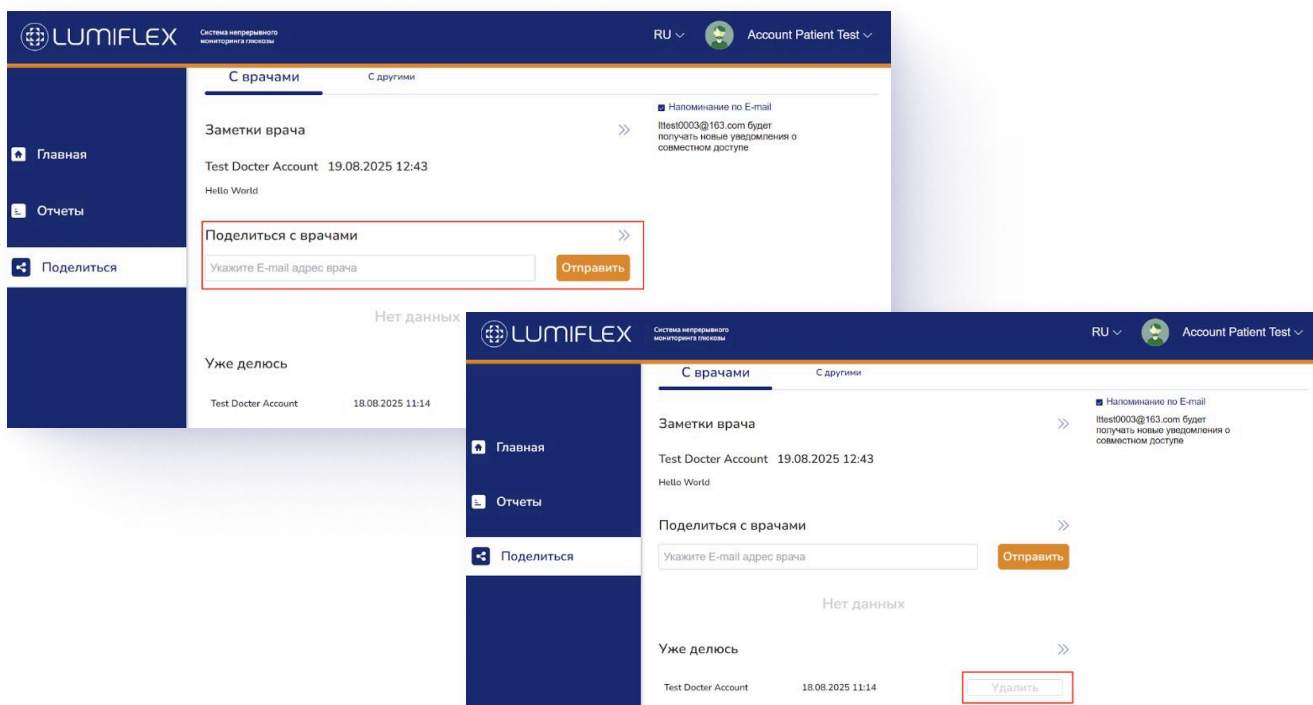 LUMIFLEX
Система непрерывного
мониторинга глюкозы
RU
Account Patient Test
С врачами
С другими
Напоминание по E-mail
lttest0003@163.com будет
получать новые уведомления о
совместном доступе
Заметки врача
Test Docter Account 19.08.2025 12:43
Hello World
Главная
Отчеты
Поделиться
Поделиться с врачами
Укажите E-mail адрес врача
Отправить
Нет данных
Уже делюсь
Test Docter Account 18.08.2025 11:14
LUMIFLEX
Система непрерывного
мониторинга глюкозы
RU
Account Patient Test
С врачами
С другими
Напоминание по E-mail
lttest0003@163.com будет
получать новые уведомления о
совместном доступе
Заметки врача
Test Docter Account 19.08.2025 12:43
Hello World
Главная
Отчеты
Поделиться
Поделиться с врачами
Укажите E-mail адрес врача
Отправить
Нет данных
Уже делюсь
Test Docter Account 18.08.2025 11:14
Удалить